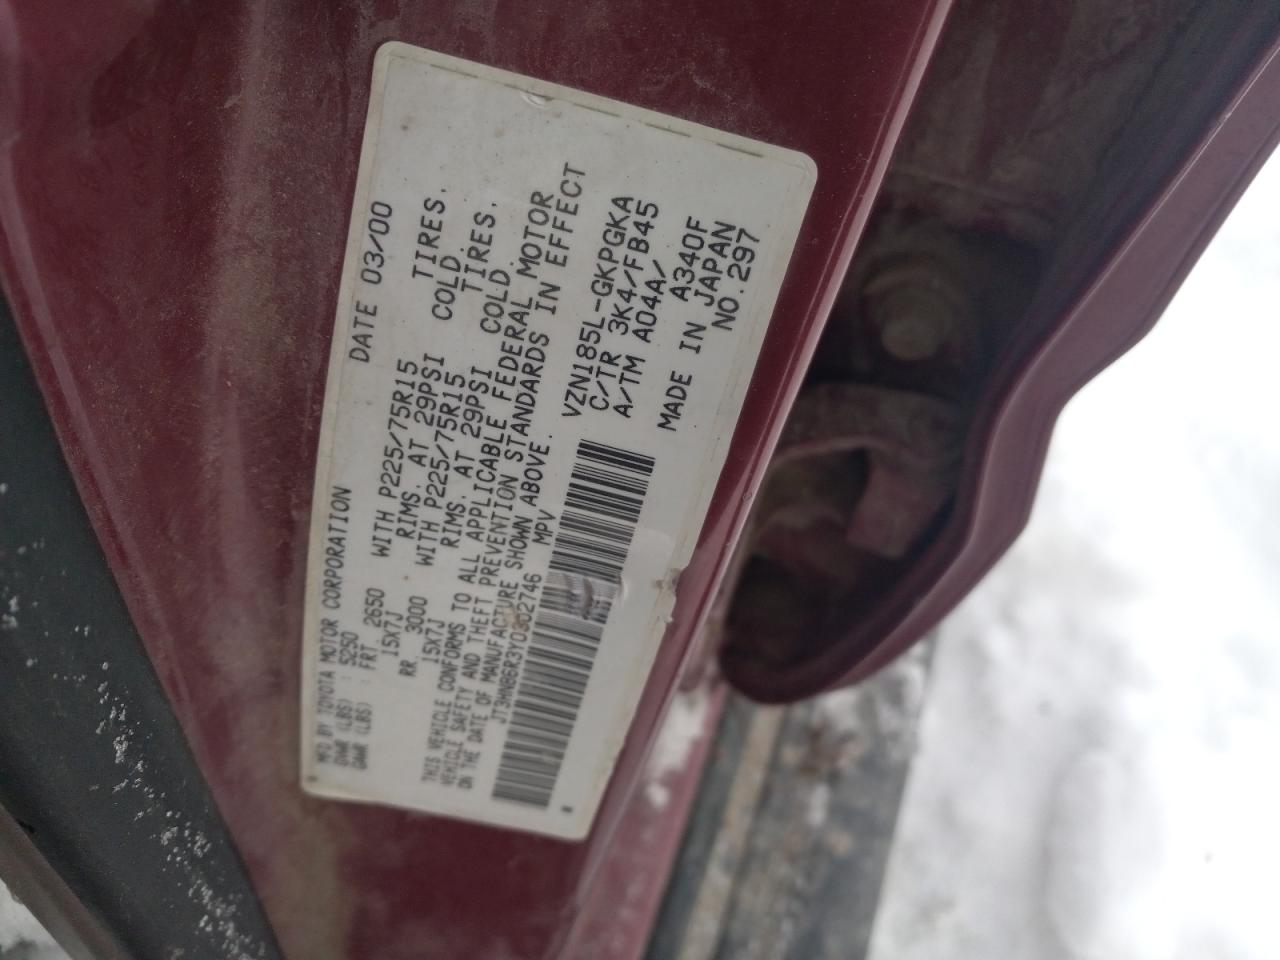 MFD BY TOYOTA MOTOR CORPORATION DATE 03/00
GVWR (LBS) : 5250
GAWR (LBS) : FRT 2650 WITH P225/75R15 TIRES.
15X7J RIMS. AT 29PSI COLD.
RR. 3000 WITH P225/75R15 TIRES.
15X7J RIMS. AT 29PSI COLD.
THIS VEHICLE CONFORMS TO ALL APPLICABLE FEDERAL MOTOR
VEHICLE SAFETY AND THEFT PREVENTION STANDARDS IN EFFECT
ON THE DATE OF MANUFACTURE SHOWN ABOVE.
JT3HN86R3Y0302746 MPV
VZN185L-GKPGKA
C/TR 3K4/FB45
A/TM A04A/ A340F
MADE IN JAPAN
NO.297